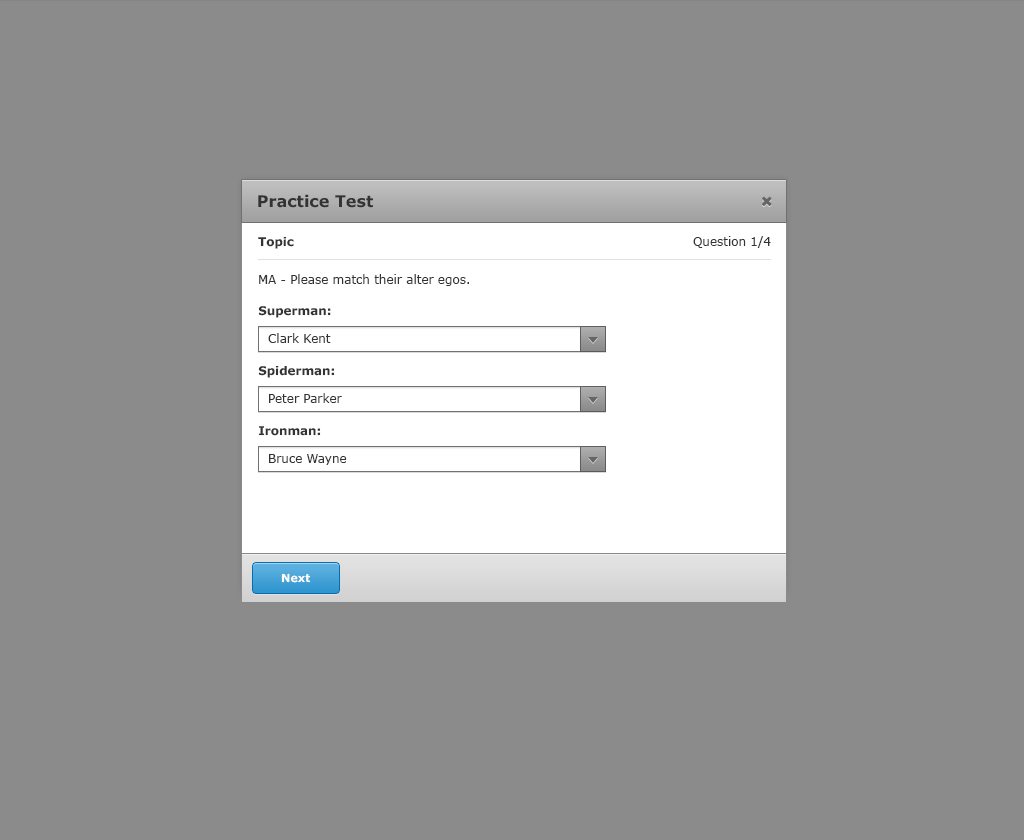 Practice Test
Topic
Question 1/4
MA - Please match their alter egos.
Superman:
Clark Kent
Spiderman:
Peter Parker
Ironman:
Bruce Wayne
Next